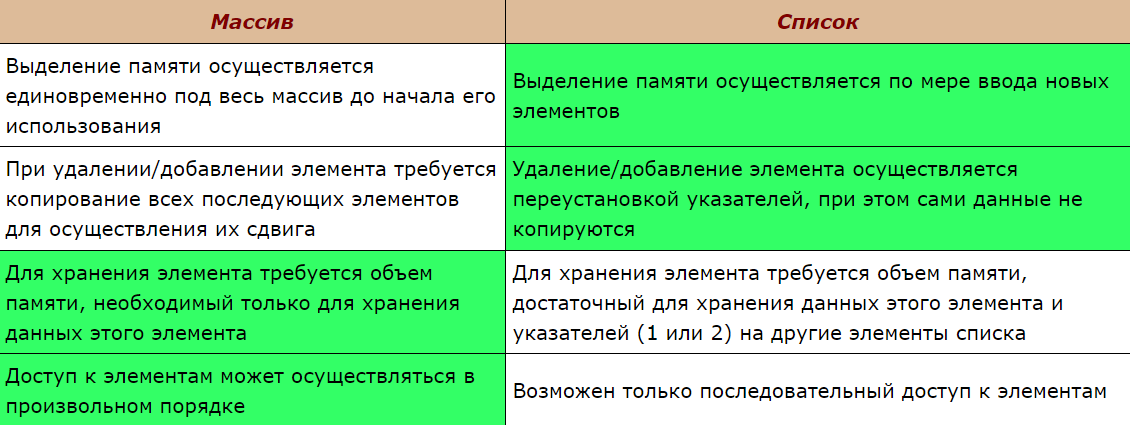 Массив
Список
Выделение памяти осуществляется
единовременно под весь массив до начала его
использования
Выделение памяти осуществляется по мере ввода новых
элементов
При удалении/добавлении элемента требуется
копирование всех последующих элементов
для осуществления их сдвига
Удаление/добавление элемента осуществляется
переустановкой указателей, при этом сами данные не
копируются
Для хранения элемента требуется объем
памяти, необходимый только для хранения
данных этого элемента
Для хранения элемента требуется объем памяти,
достаточный для хранения данных этого элемента и
указателей (1 или 2) на другие элементы списка
Доступ к элементам может осуществляться в
произвольном порядке
Возможен только последовательный доступ к элементам